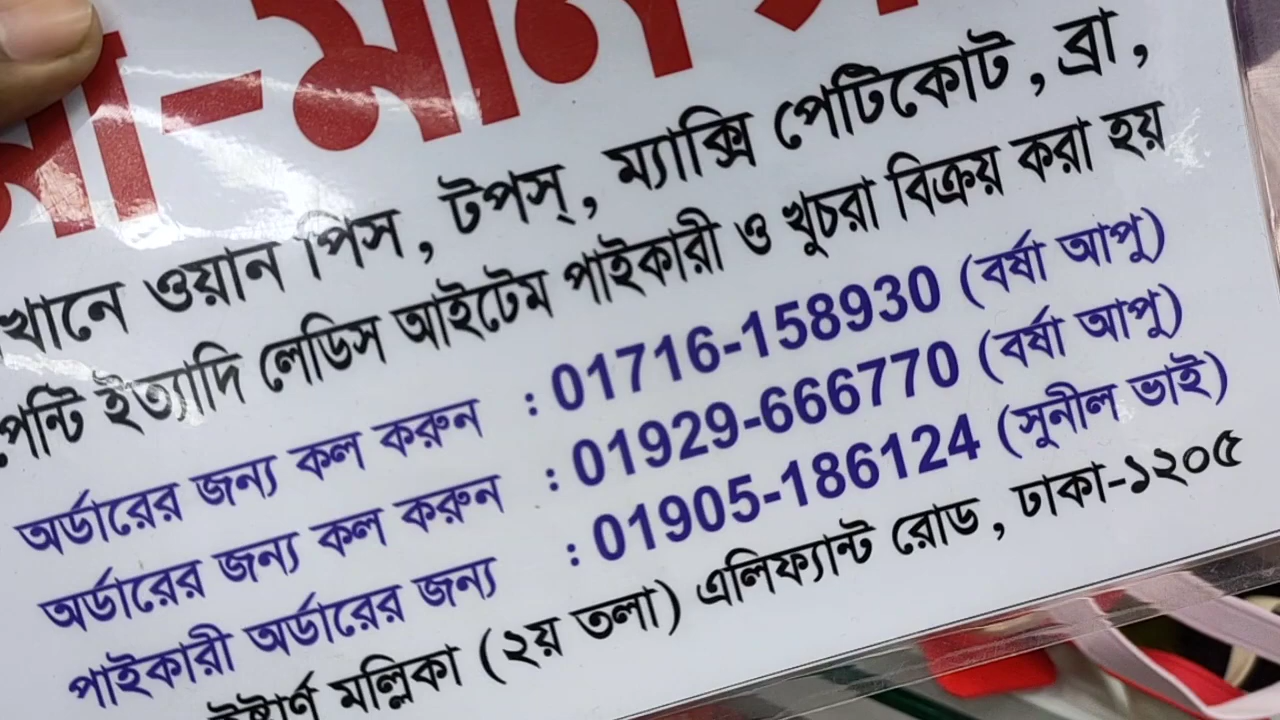 মা-মনি
খানে ওয়ান পিস, টপস্, ম্যাক্সি পেটিকোট, ব্রা,
পেন্টি ইত্যাদি লেডিস আইটেম পাইকারী ও খুচরা বিক্রয় করা হয়
অর্ডারের জন্য কল করুন : 01716-158930 (বর্ষা আপু)
অর্ডারের জন্য কল করুন : 01929-666770 (বর্ষা আপু)
পাইকারী অর্ডারের জন্য : 01905-186124 (সুনীল ভাই)
ইষ্টার্ণ মল্লিকা (২য় তলা) এলিফ্যান্ট রোড, ঢাকা-১২০৫